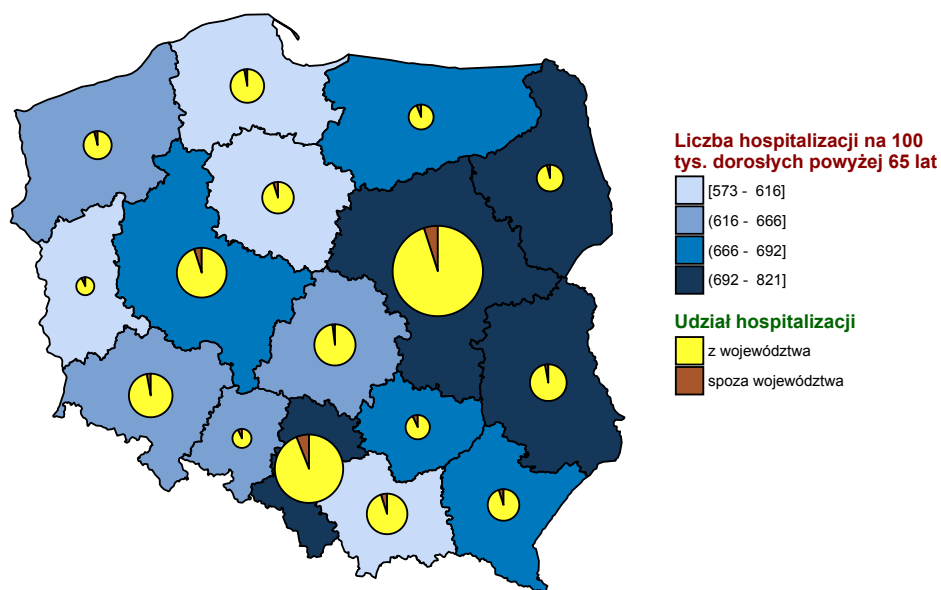 Liczba hospitalizacji na 100
tys. dorosłych powyżej 65 lat
[573 - 616]
(616 - 666]
(666 - 692]
(692 - 821]
Udział hospitalizacji
z województwa
spoza województwa